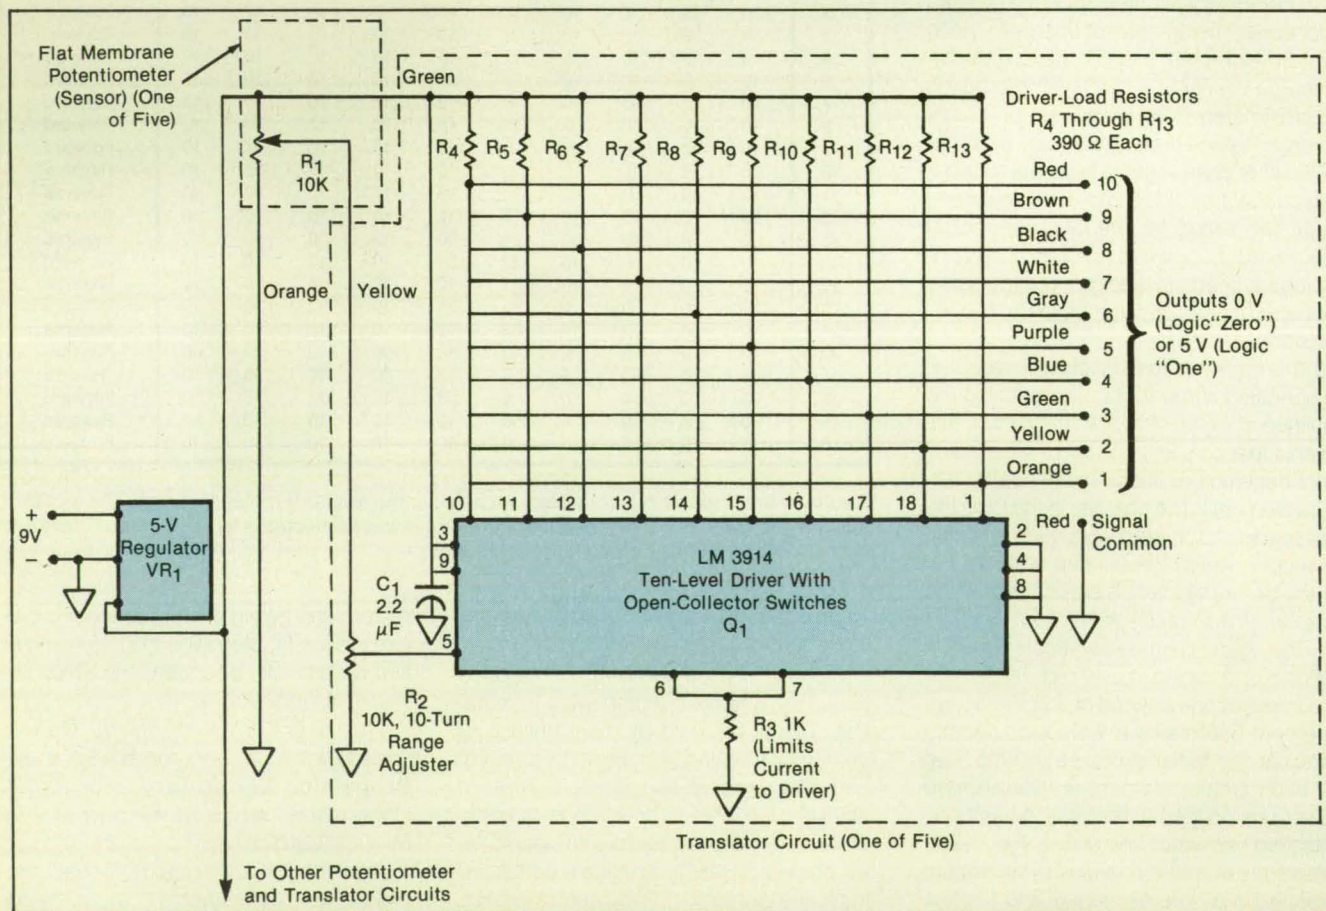 Flat Membrane
Potentiometer
(Sensor) (One
of Five)
Green
R1
10K
R4
R5
R6
R7
R8
R9
R10
R11
R12
R13
Driver-Load Resistors
R4 Through R13
390 Ω Each
Red
10
Brown
9
Black
8
White
7
Gray
6
Purple
5
Blue
4
Green
3
Yellow
2
Orange
1
Outputs 0 V
(Logic "Zero")
or 5 V (Logic
"One")
Orange
Yellow
10 11 12 13 14 15 16 17 18 1
+
9V
−
5-V
Regulator
VR1
3
9
5
C1
2.2
μF
LM 3914
Ten-Level Driver With
Open-Collector Switches
Q1
2
4
8
Red
Signal
Common
6 7
R2
10K, 10-Turn
Range
Adjuster
R3 1K
(Limits
Current
to Driver)
Translator Circuit (One of Five)
To Other Potentiometer
and Translator Circuits